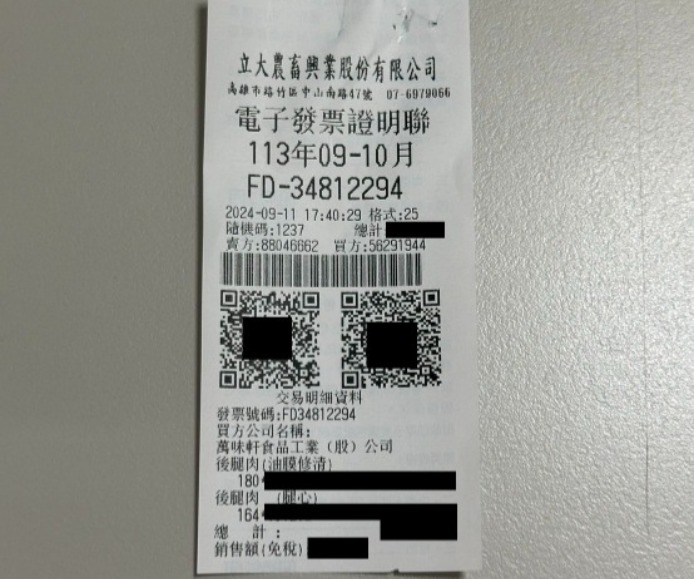 立大農畜興業股份有限公司
高雄市路竹區中山南路47號 07-6979066
電子發票證明聯
113年09-10月
FD-34812294
2024-09-11 17:40:29 格式:25
隨機碼:1237 總計
賣方:88046662 買方:56291944
交易明細資料
發票號碼:FD34812294
買方公司名稱:
萬味軒食品工業(股)公司
後腿肉(油膜修清)
180
後腿肉 (腿心)
164
總 計:
銷售額(免稅)